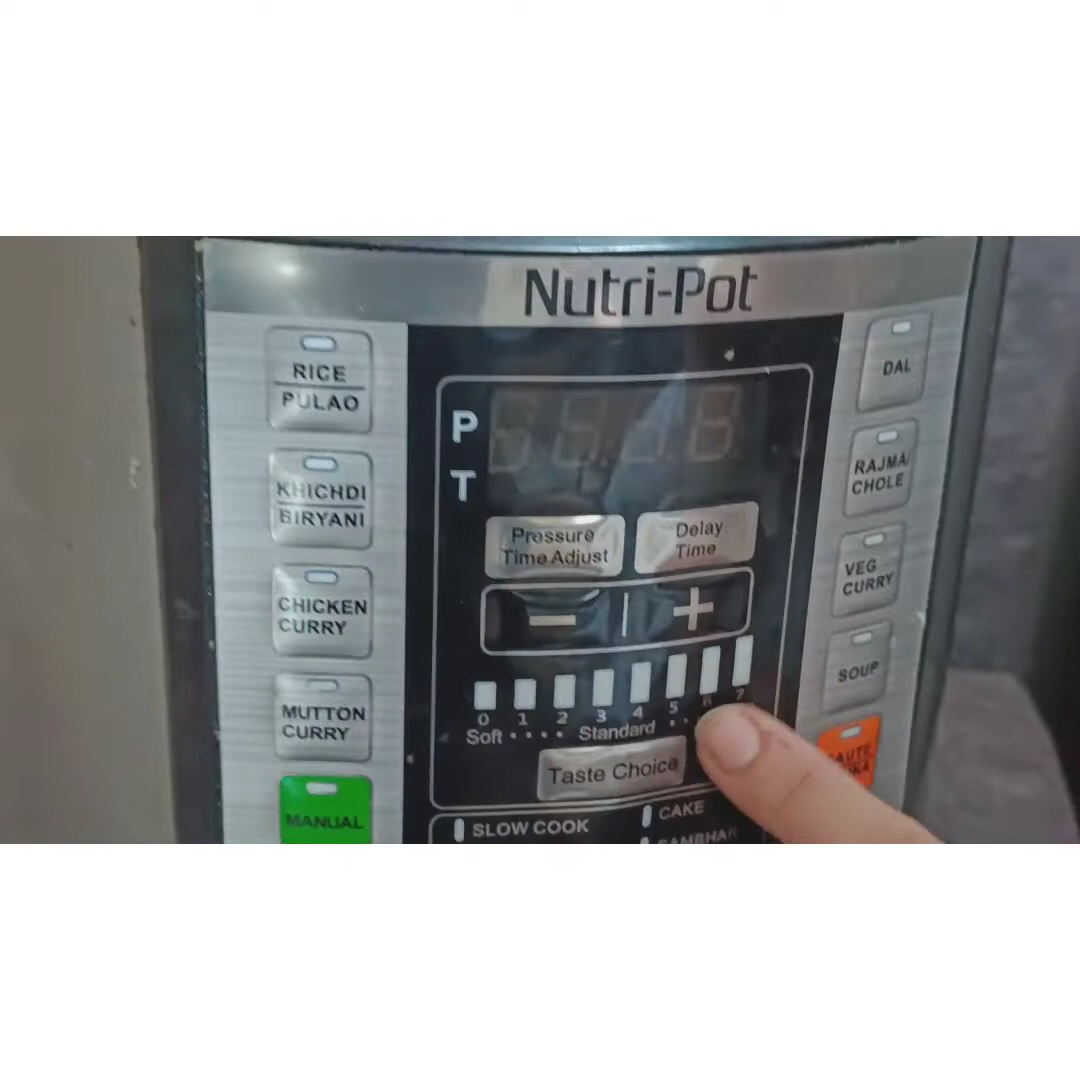 Nutri-Pot
RICE
PULAO
KHICHDI
BIRYANI
CHICKEN
CURRY
MUTTON
CURRY
MANUAL
P
T
Pressure
Time Adjust
Delay
Time
− | +
0 1 2 3 4 5 6 7
Soft •••• Standard ••
Taste Choice
SLOW COOK
CAKE
SAMBHAR
DAL
RAJMA
CHOLE
VEG
CURRY
SOUP